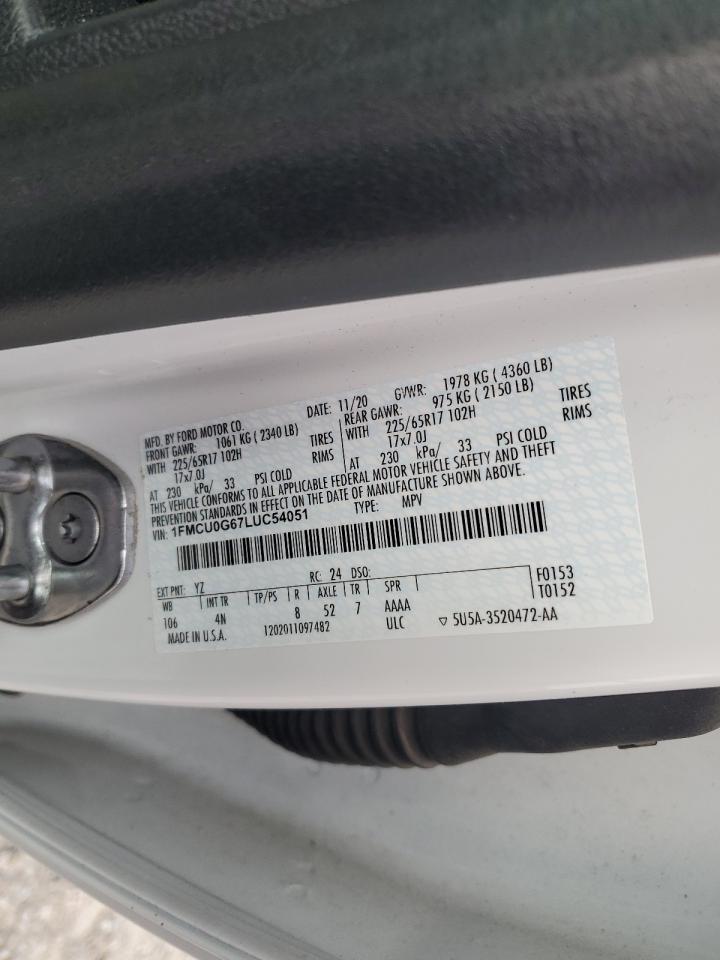 MFD. BY FORD MOTOR CO.
DATE: 11/20 GVWR: 1978 KG ( 4360 LB)
FRONT GAWR: 1061 KG ( 2340 LB)
REAR GAWR: 975 KG ( 2150 LB)
WITH 225/65R17 102H TIRES
WITH 225/65R17 102H TIRES
17x7.0J RIMS
17x7.0J RIMS
AT 230 kPa/ 33 PSI COLD
AT 230 kPa/ 33 PSI COLD
THIS VEHICLE CONFORMS TO ALL APPLICABLE FEDERAL MOTOR VEHICLE SAFETY AND THEFT
PREVENTION STANDARDS IN EFFECT ON THE DATE OF MANUFACTURE SHOWN ABOVE.
VIN: 1FMCU0G67LUC54051 TYPE: MPV
EXT PNT: YZ RC: 24 DSO: F0153
WB INT TR TP/PS R AXLE TR SPR T0152
106 4N 8 52 7 AAAA
MADE IN U.S.A. 1202011097482 ULC ▽ 5U5A-3520472-AA